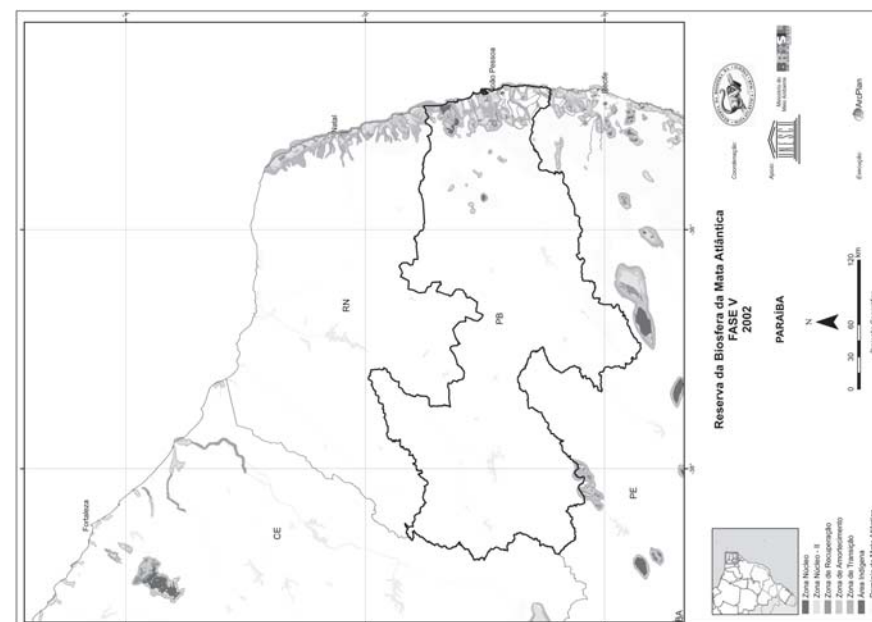 Fortaleza
Natal
João Pessoa
Recife
CE
RN
PB
PE
BA
Reserva da Biosfera da Mata Atlântica
FASE V
2002
PARAÍBA
N
0 30 60 120
km
Coordenação:
Apoio:
UNESCO
Ministério do
Meio Ambiente
Execução:
ArcPlan
Zona Núcleo
Zona Núcleo - II
Zona de Recuperação
Zona de Amortecimento
Zona de Transição
Área Indígena